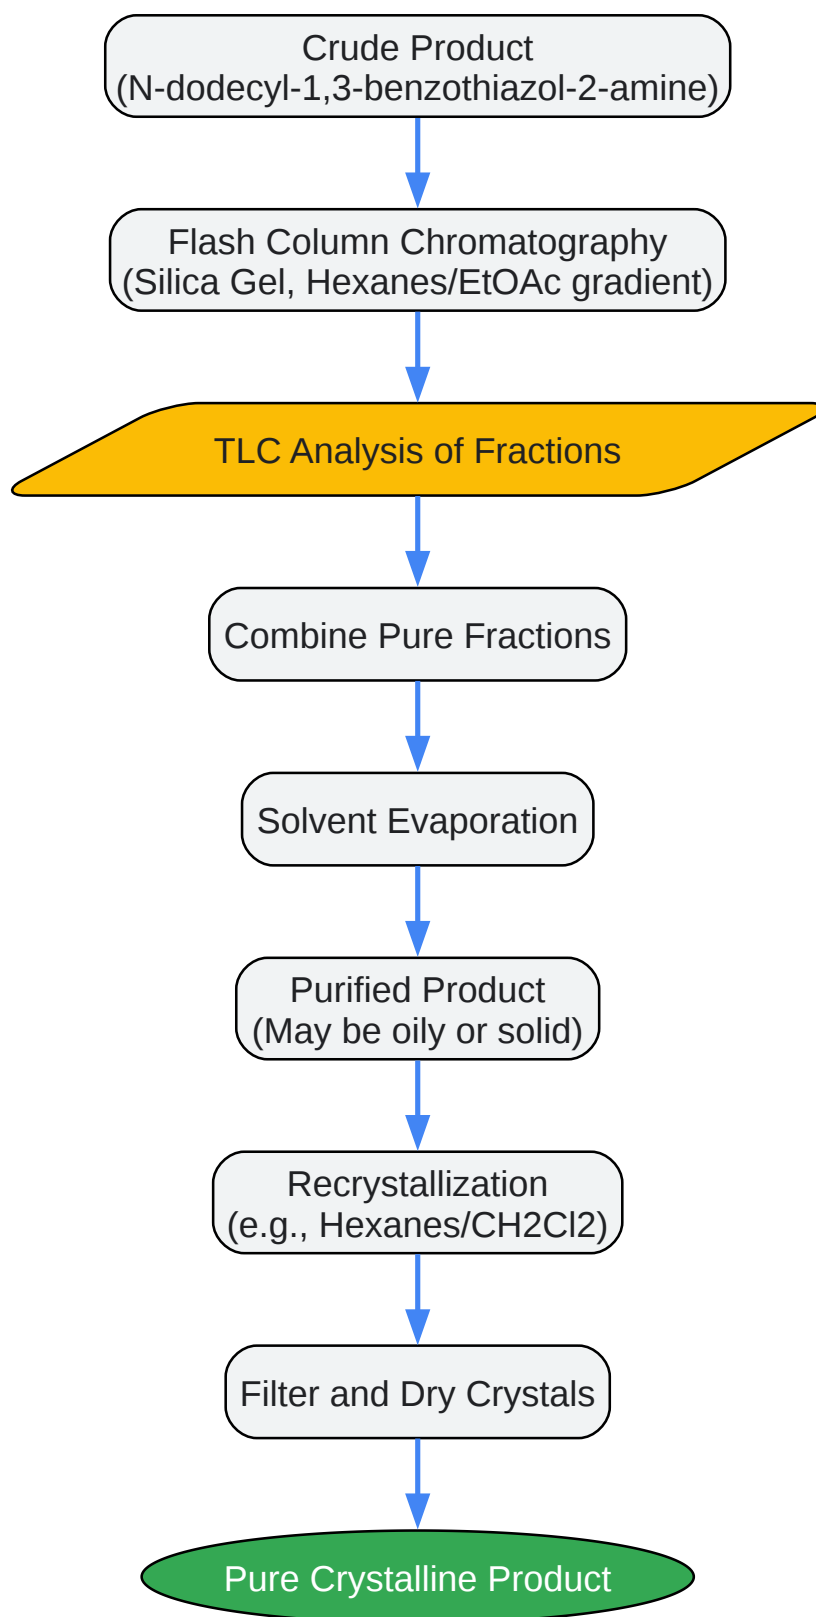 Crude Product
(N-dodecyl-1,3-benzothiazol-2-amine)
Flash Column Chromatography
(Silica Gel, Hexanes/EtOAc gradient)
TLC Analysis of Fractions
Combine Pure Fractions
Solvent Evaporation
Purified Product
(May be oily or solid)
Recrystallization
(e.g., Hexanes/CH2Cl2)
Filter and Dry Crystals
Pure Crystalline Product